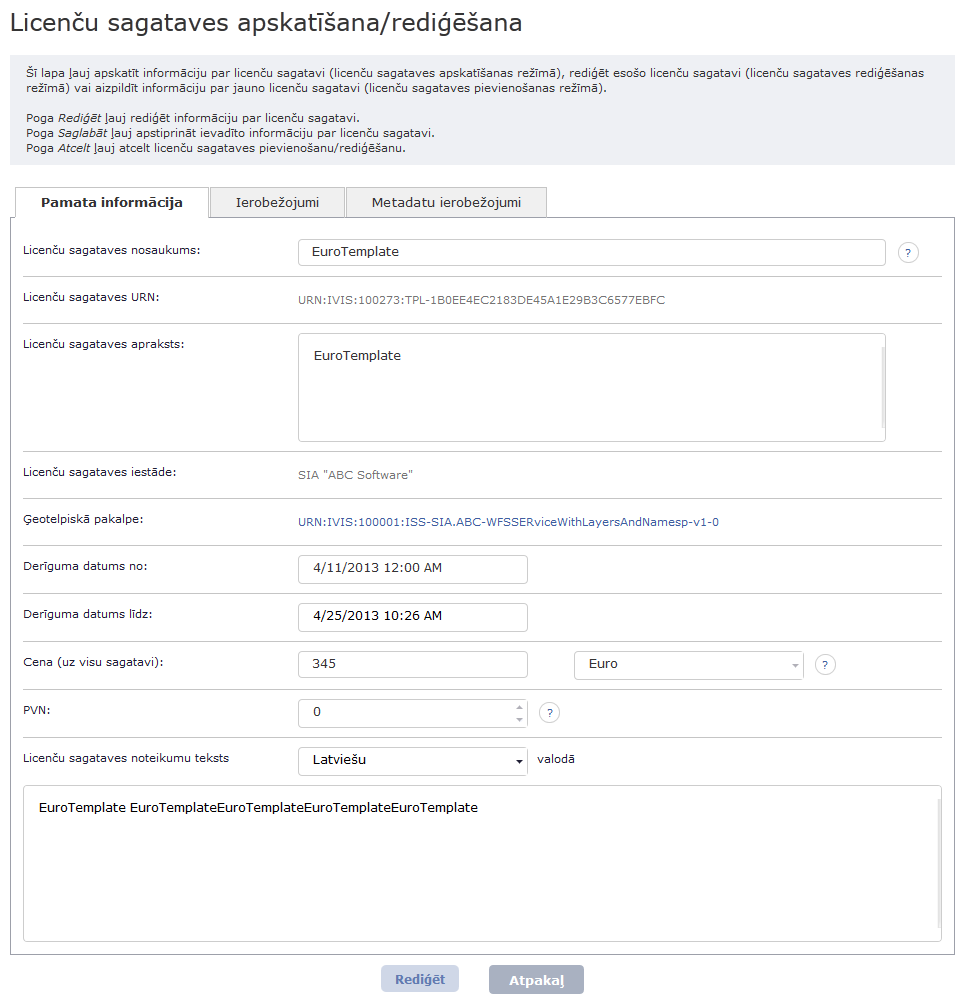 Licenču sagataves apskatīšana/rediģēšana
Šī lapa ļauj apskatīt informāciju par licenču sagatavi (licenču sagataves apskatīšanas režīmā), rediģēt esošo licenču sagatavi (licenču sagataves rediģēšanas
režīmā) vai aizpildīt informāciju par jauno licenču sagatavi (licenču sagataves pievienošanas režīmā).
Poga Rediģēt ļauj rediģēt informāciju par licenču sagatavi.
Poga Saglabāt ļauj apstiprināt ievadīto informāciju par licenču sagatavi.
Poga Atcelt ļauj atcelt licenču sagataves pievienošanu/rediģēšanu.
Pamata informācija Ierobežojumi Metadatu ierobežojumi
Licenču sagataves nosaukums: EuroTemplate ?
Licenču sagataves URN: URN:IVIS:100273:TPL-1B0EE4EC2183DE45A1E29B3C6577EBFC
Licenču sagataves apraksts: EuroTemplate
Licenču sagataves iestāde: SIA "ABC Software"
Ģeotelpiskā pakalpe: URN:IVIS:100001:ISS-SIA.ABC-WFSSERviceWithLayersAndNamesp-v1-0
Derīguma datums no: 4/11/2013 12:00 AM
Derīguma datums līdz: 4/25/2013 10:26 AM
Cena (uz visu sagatavi): 345 Euro ?
PVN: 0 ?
Licenču sagataves noteikumu teksts Latviešu valodā
EuroTemplate EuroTemplateEuroTemplateEuroTemplateEuroTemplate
Rediģēt Atpakaļ